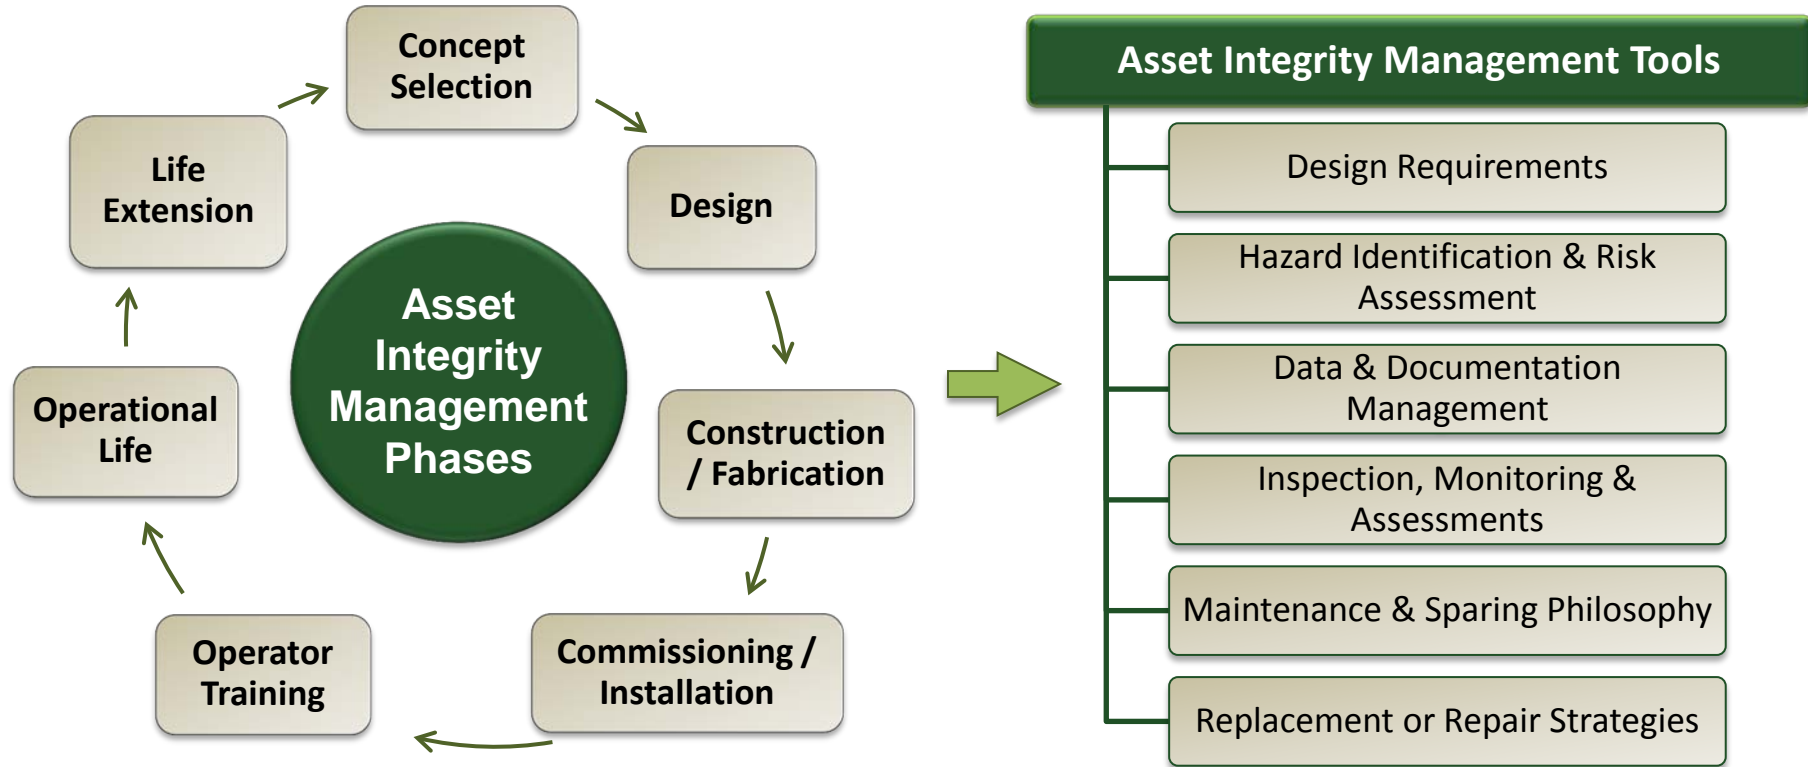 Concept
Selection
Design
Construction
/ Fabrication
Commissioning /
Installation
Operator
Training
Operational
Life
Life
Extension
Asset
Integrity
Management
Phases
Asset Integrity Management Tools
Design Requirements
Hazard Identification & Risk
Assessment
Data & Documentation
Management
Inspection, Monitoring &
Assessments
Maintenance & Sparing Philosophy
Replacement or Repair Strategies